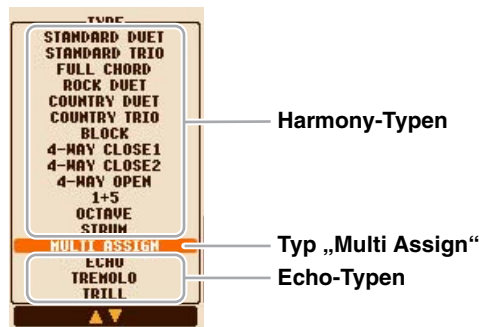 TYPE
STANDARD DUET
STANDARD TRIO
FULL CHORD
ROCK DUET
COUNTRY DUET
COUNTRY TRIO
BLOCK
4-WAY CLOSE1
4-WAY CLOSE2
4-WAY OPEN
1+5
OCTAVE
STRUM
MULTI ASSIGN
ECHO
TREMOLO
TRILL
Harmony-Typen
Typ „Multi Assign“
Echo-Typen